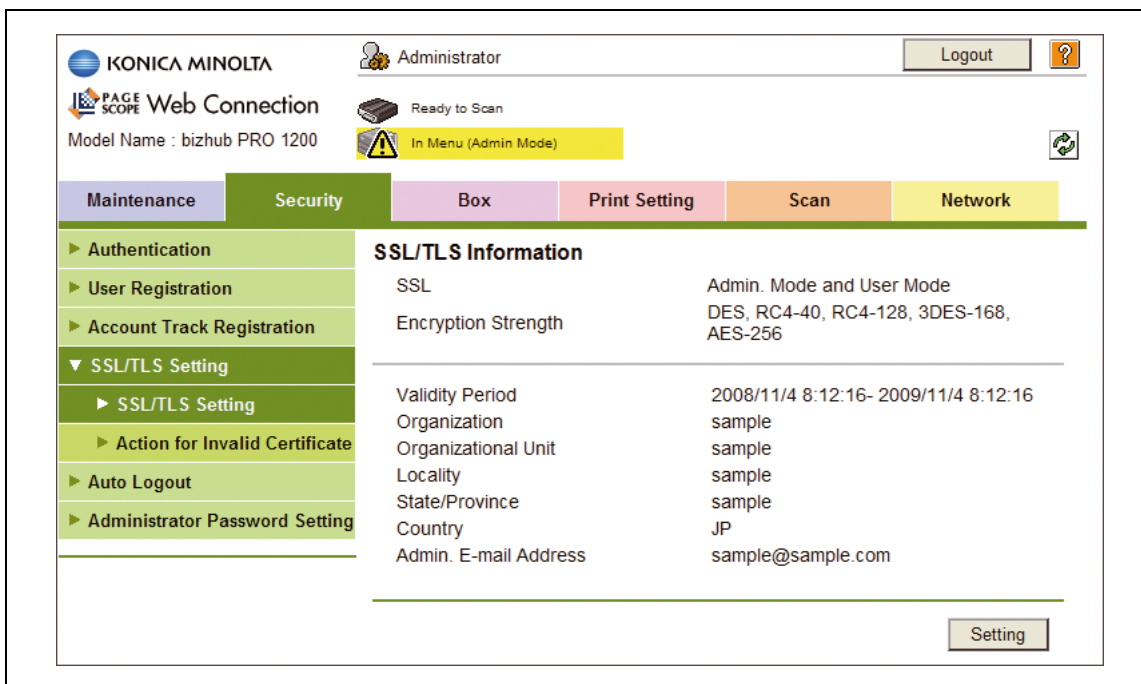 KONICA MINOLTA
Administrator
Logout
?
PAGE SCOPE Web Connection
Ready to Scan
Model Name : bizhub PRO 1200
In Menu (Admin Mode)
Maintenance
Security
Box
Print Setting
Scan
Network
Authentication
User Registration
Account Track Registration
SSL/TLS Setting
SSL/TLS Setting
Action for Invalid Certificate
Auto Logout
Administrator Password Setting
SSL/TLS Information
SSL Admin. Mode and User Mode
Encryption Strength DES, RC4-40, RC4-128, 3DES-168,
AES-256
Validity Period 2008/11/4 8:12:16- 2009/11/4 8:12:16
Organization sample
Organizational Unit sample
Locality sample
State/Province sample
Country JP
Admin. E-mail Address sample@sample.com
Setting